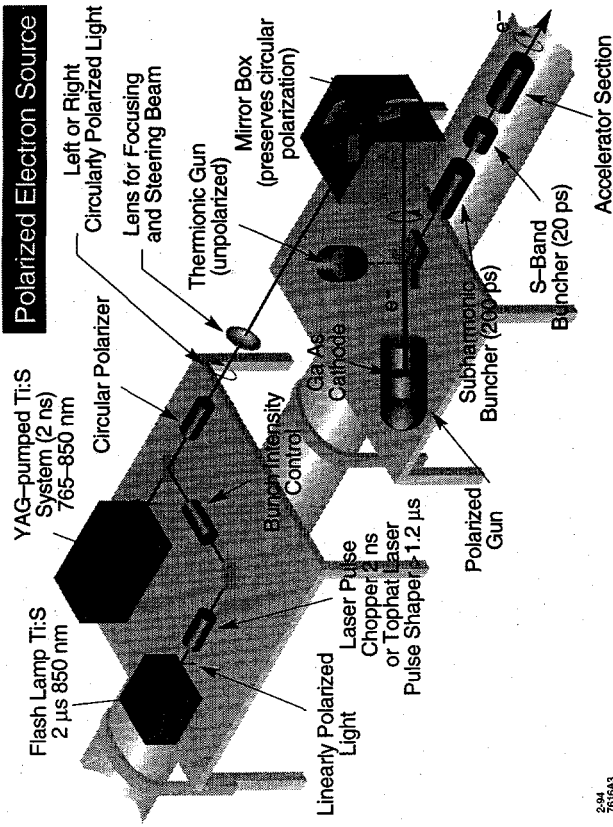 Polarized Electron Source
YAG–pumped Ti:S
System (2 ns)
765–850 nm
Flash Lamp Ti:S
2 µs 850 nm
Circular Polarizer
Left or Right
Circularly Polarized Light
Lens for Focusing
and Steering Beam
Thermionic Gun
(unpolarized)
Mirror Box
(preserves circular
polarization)
Linearly Polarized
Light
Laser Pulse
Chopper 2 ns
or Tophat Laser
Pulse Shaper >1.2 µs
Bunch Intensity
Control
Ga As
Cathode
e⁻
Polarized
Gun
Subharmonic
Buncher (200 ps)
S–Band
Buncher (20 ps)
Accelerator Section
e⁻
2-94
7616A3